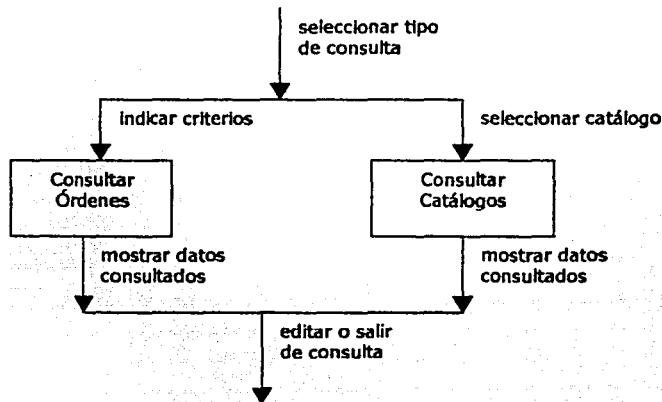 seleccionar tipo
de consulta
indicar criterios
seleccionar catálogo
Consultar
Órdenes
Consultar
Catálogos
mostrar datos
consultados
mostrar datos
consultados
editar o salir
de consulta